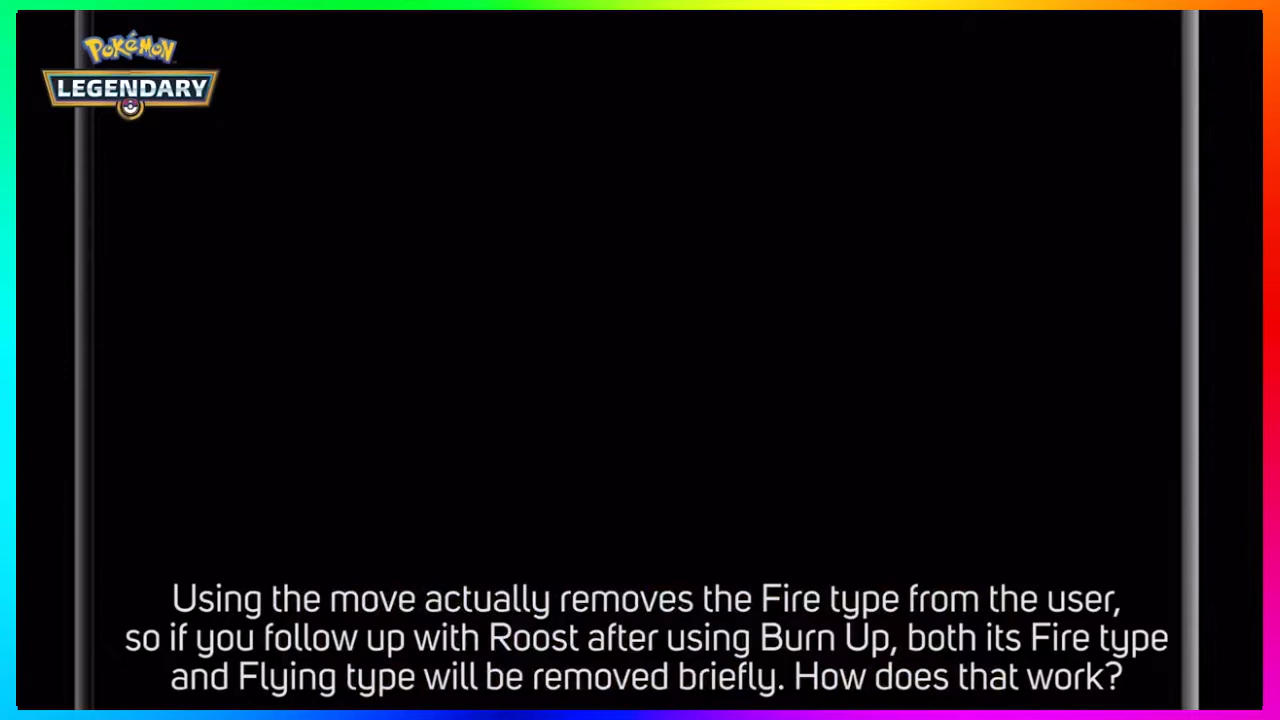 Pokémon
LEGENDARY
Using the move actually removes the Fire type from the user,
so if you follow up with Roost after using Burn Up, both its Fire type
and Flying type will be removed briefly. How does that work?